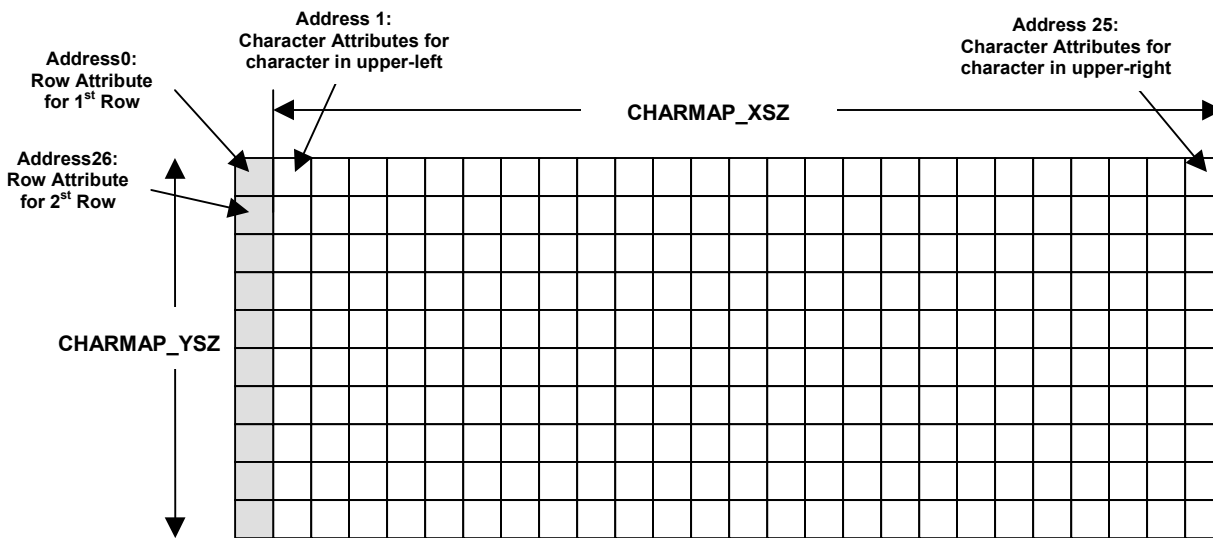 Address 1:
Character Attributes for
character in upper-left
Address 25:
Character Attributes for
character in upper-right
Address0:
Row Attribute
for 1st Row
CHARMAP_XSZ
Address26:
Row Attribute
for 2st Row
CHARMAP_YSZ